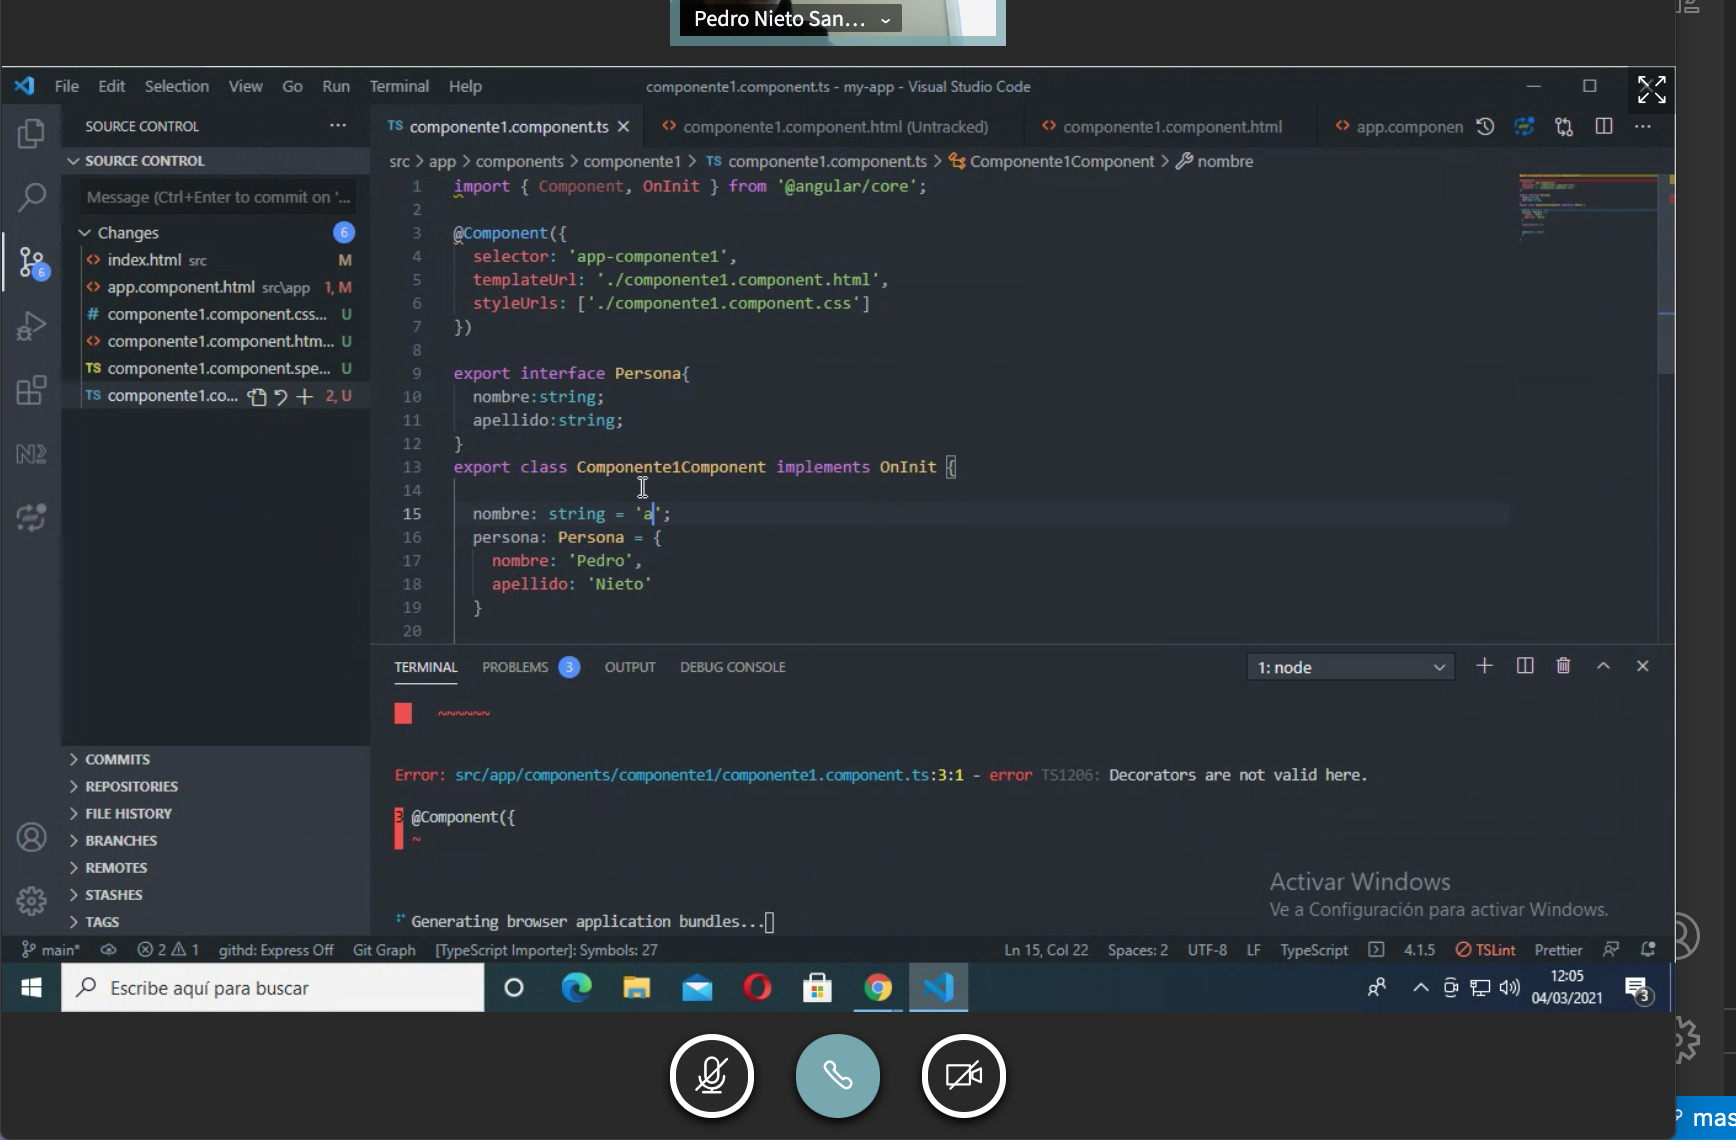 Pedro Nieto San...
File Edit Selection View Go Run Terminal Help
componente1.component.ts - my-app - Visual Studio Code
SOURCE CONTROL ...
TS componente1.component.ts
<> componente1.component.html (Untracked)
<> componente1.component.html
<> app.componen
SOURCE CONTROL
Message (Ctrl+Enter to commit on '...
Changes 6
<> index.html src M
<> app.component.html src\app 1, M
# componente1.component.css... U
<> componente1.component.htm... U
TS componente1.component.spe... U
TS componente1.co... 2, U
6
COMMITS
REPOSITORIES
FILE HISTORY
BRANCHES
REMOTES
STASHES
TAGS
src > app > components > componente1 > TS componente1.component.ts > Componente1Component > nombre
1 import { Component, OnInit } from '@angular/core';
2
3 @Component({
4 selector: 'app-componente1',
5 templateUrl: './componente1.component.html',
6 styleUrls: ['./componente1.component.css']
7 })
8
9 export interface Persona{
10 nombre:string;
11 apellido:string;
12 }
13 export class Componente1Component implements OnInit {
14
15 nombre: string = 'a';
16 persona: Persona = {
17 nombre: 'Pedro',
18 apellido: 'Nieto'
19 }
20
TERMINAL PROBLEMS 3 OUTPUT DEBUG CONSOLE
1: node
~~~~~~
Error: src/app/components/componente1/componente1.component.ts:3:1 - error TS1206: Decorators are not valid here.
3 @Component({
~
Generating browser application bundles...
Activar Windows
Ve a Configuración para activar Windows.
main* 2 1 githd: Express Off Git Graph [TypeScript Importer]: Symbols: 27
Ln 15, Col 22 Spaces: 2 UTF-8 LF TypeScript 4.1.5 TSLint Prettier
Escribe aquí para buscar
12:05
04/03/2021
3
mas